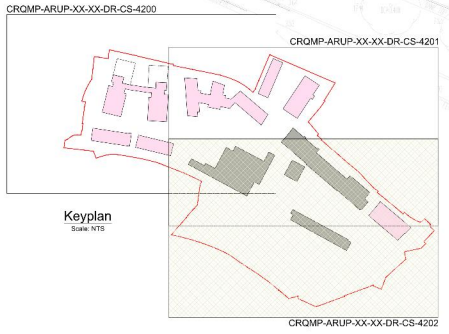 CRQMP-ARUP-XX-XX-DR-CS-4200
CRQMP-ARUP-XX-XX-DR-CS-4201
Keyplan
Scale: NTS
CRQMP-ARUP-XX-XX-DR-CS-4202